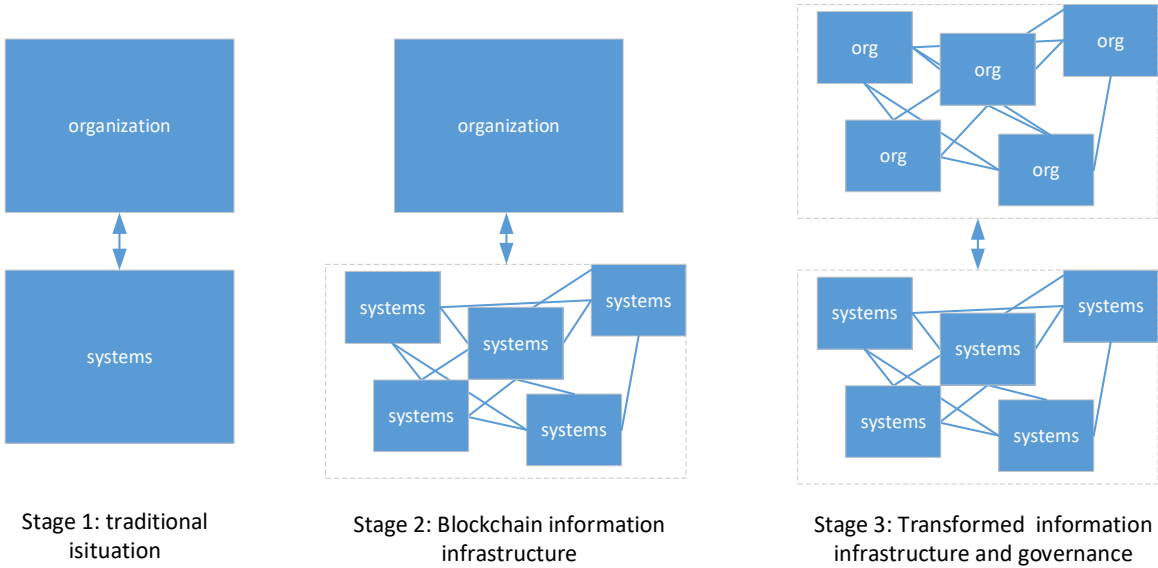 organization
systems
Stage 1: traditional
isituation
organization
systems
systems
systems
systems
systems
Stage 2: Blockchain information
infrastructure
org
org
org
org
org
systems
systems
systems
systems
systems
Stage 3: Transformed information
infrastructure and governance